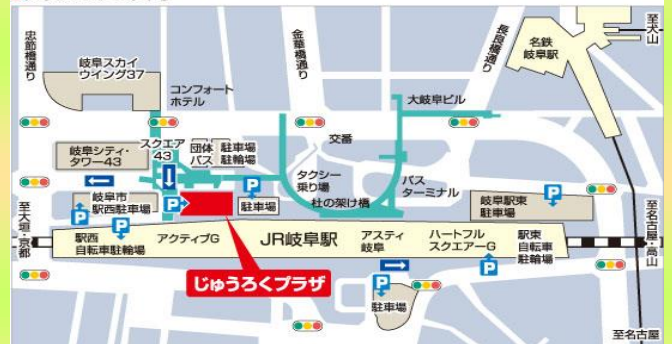 忠節橋通り
金華橋通り
長良橋通り
至犬山
名鉄
岐阜駅
岐阜スカイ
ウイング37
コンフォート
ホテル
大岐阜ビル
交番
岐阜シティ・
タワー43
スクエア
43
団体
バス
駐車場
駐輪場
タクシー
乗り場
バス
ターミナル
杜の架け橋
岐阜市
駅西駐車場
P
P
P
P
駐車場
岐阜駅東
駐車場
P
至大垣・京都
至名古屋・高山
駅西
自転車駐輪場
アクティブG
JR岐阜駅
アスティ
岐阜
ハートフル
スクエアーG
駅東
自転車
駐輪場
P
じゅうろくプラザ
P
駐車場
至名古屋